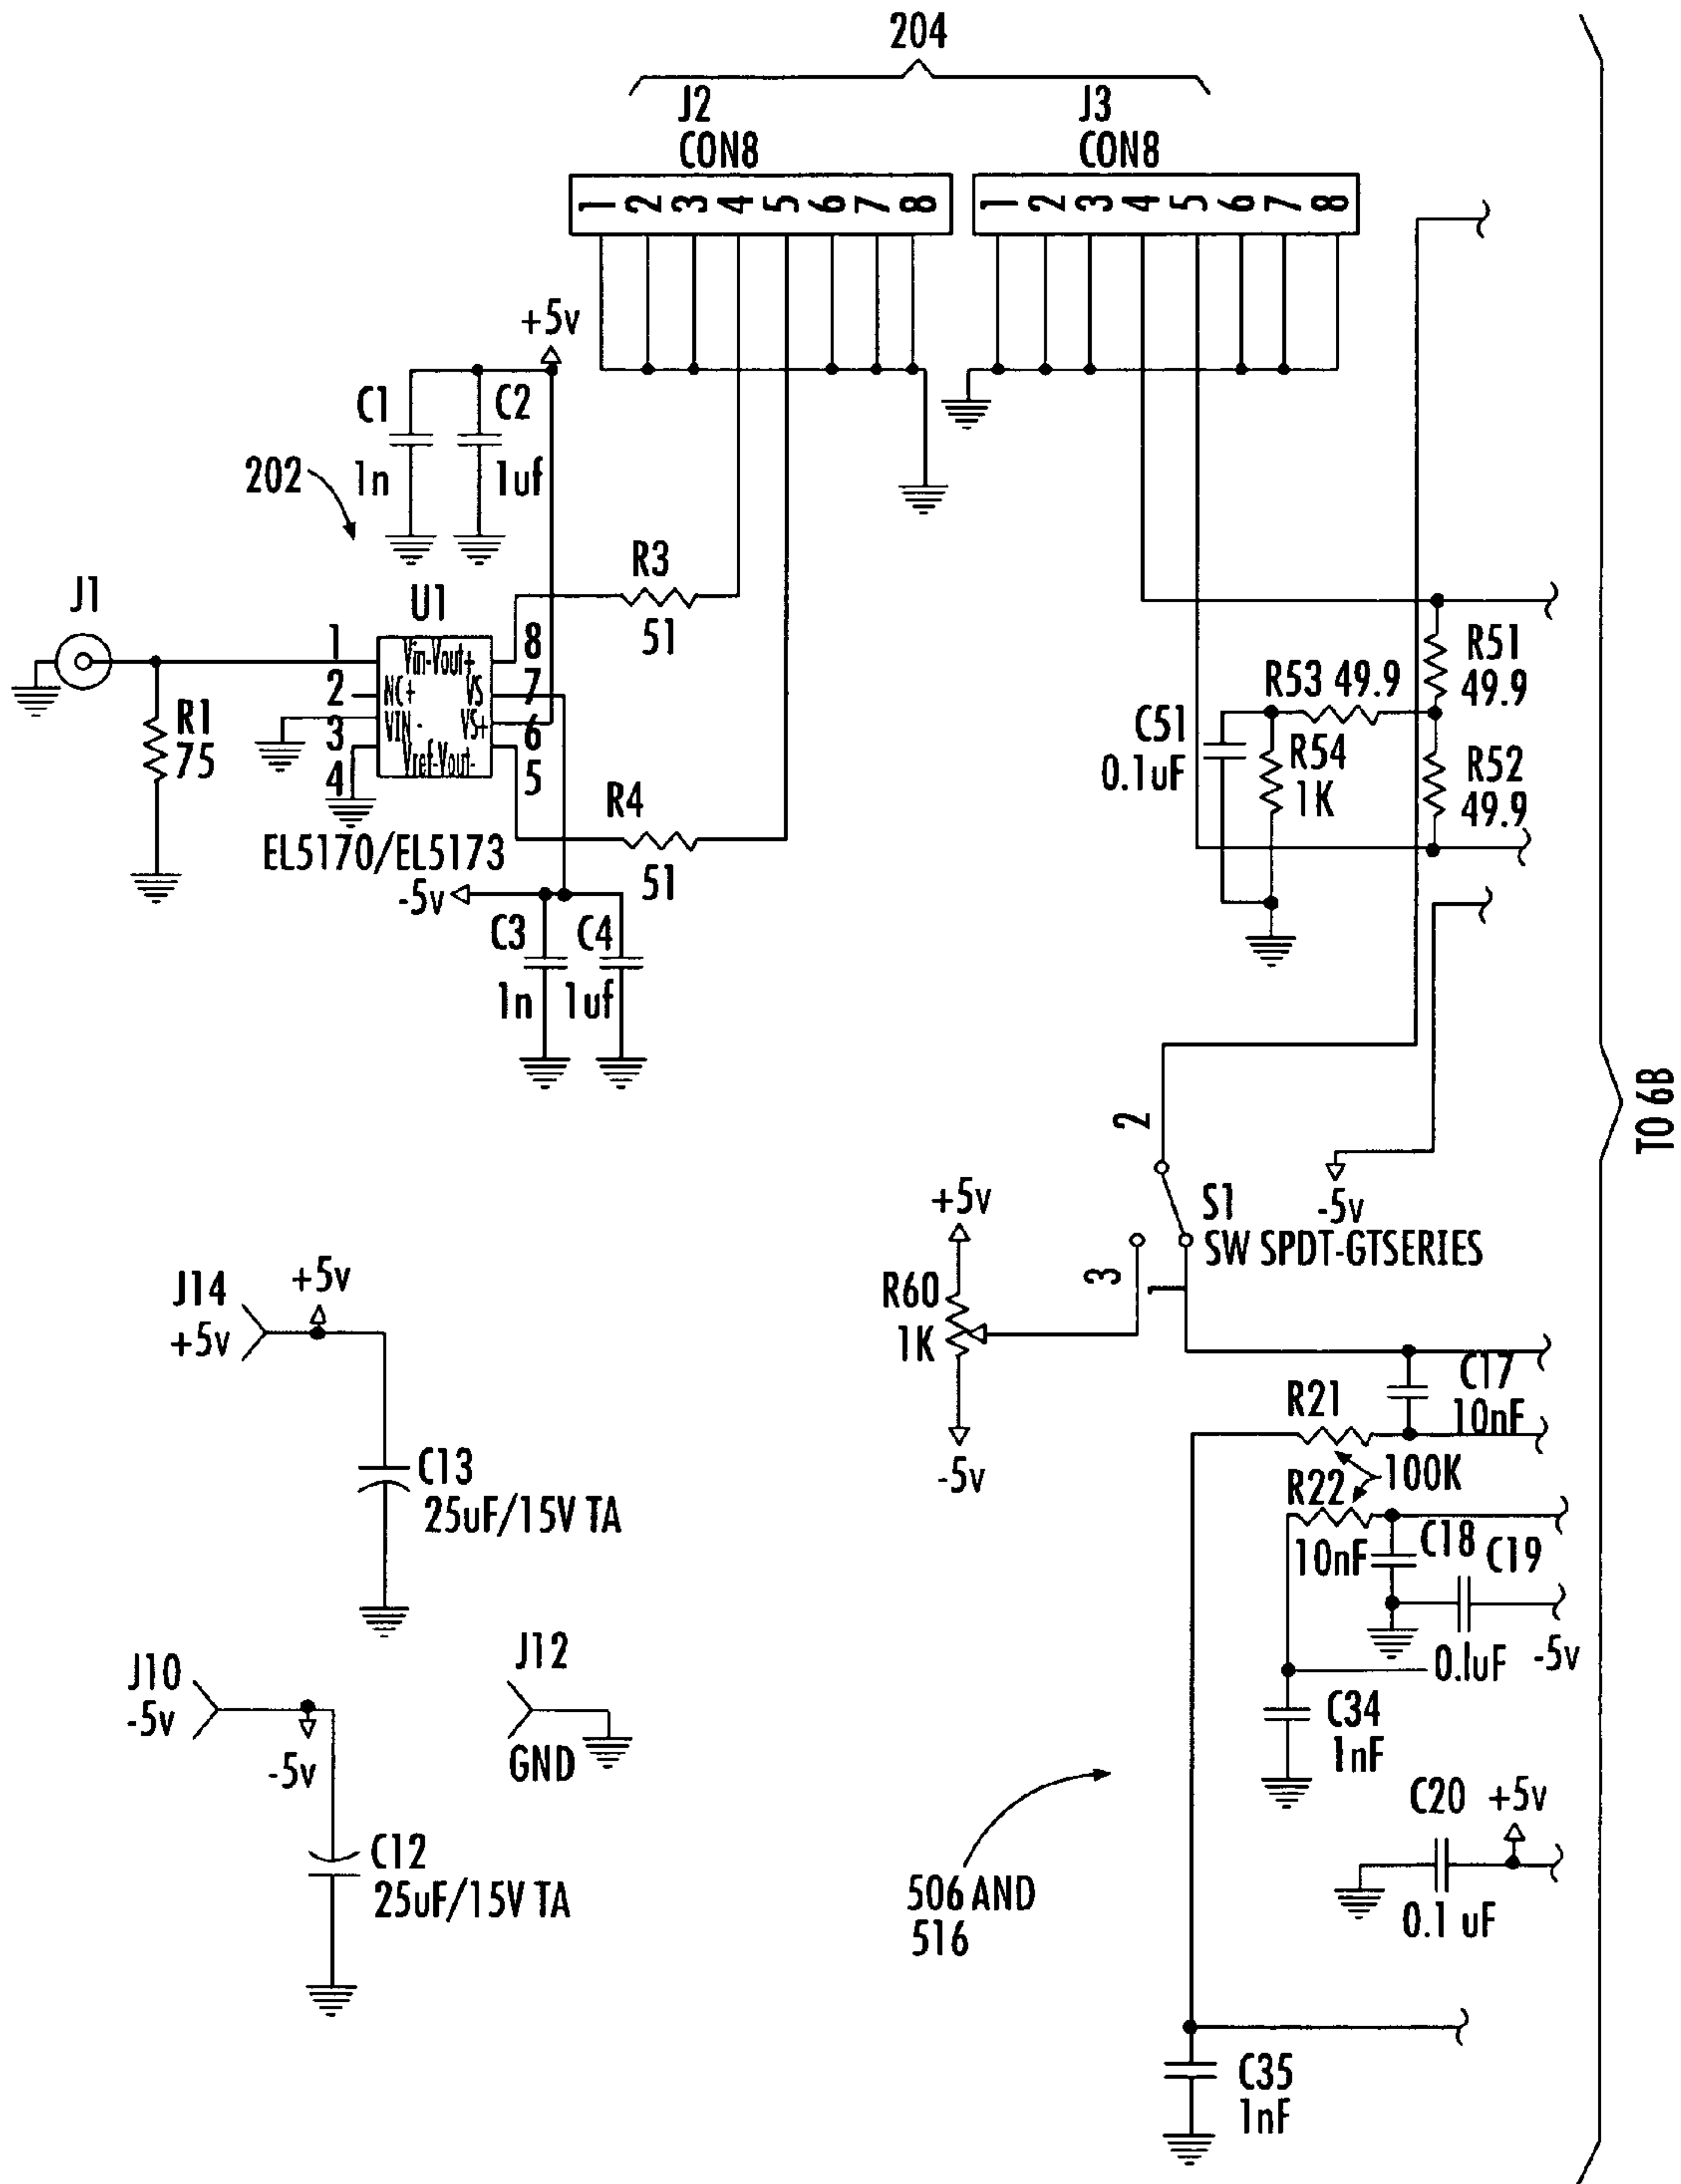 204
J2
CON8
J3
CON8
1 2 3 4 5 6 7 8
1 2 3 4 5 6 7 8
+5v
C1
1n
C2
1uf
202
J1
U1
R3
51
1
2
3
4
Vin-Vout+
NC+ VS
VIN- VS+
Vref-Vout-
8
7
6
5
R1
75
EL5170/EL5173
R4
51
-5v
C3
1n
C4
1uf
R51
49.9
R53 49.9
C51
0.1uF
R54
1K
R52
49.9
TO 6B
2
S1
SW SPDT-GTSERIES
-5v
3
+5v
R60
1K
-5v
J14
+5v
+5v
C13
25uF/15V TA
C17
10nF
R21
100K
R22
10nF
C18
C19
0.1uF
-5v
J10
-5v
-5v
J12
GND
C34
1nF
C12
25uF/15V TA
C20
+5v
0.1 uF
506 AND
516
C35
1nF